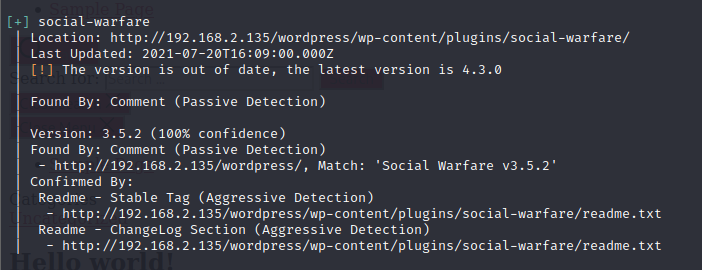 Sample Page
[+] social-warfare
| Location: http://192.168.2.135/wordpress/wp-content/plugins/social-warfare/
| Last Updated: 2021-07-20T16:09:00.000Z
| [!] The version is out of date, the latest version is 4.3.0
|
| Found By: Comment (Passive Detection)
|
| Version: 3.5.2 (100% confidence)
| Found By: Comment (Passive Detection)
|  - http://192.168.2.135/wordpress/, Match: 'Social Warfare v3.5.2'
| Confirmed By:
|  Readme - Stable Tag (Aggressive Detection)
|   - http://192.168.2.135/wordpress/wp-content/plugins/social-warfare/readme.txt
|  Readme - ChangeLog Section (Aggressive Detection)
|   - http://192.168.2.135/wordpress/wp-content/plugins/social-warfare/readme.txt
Hello world!